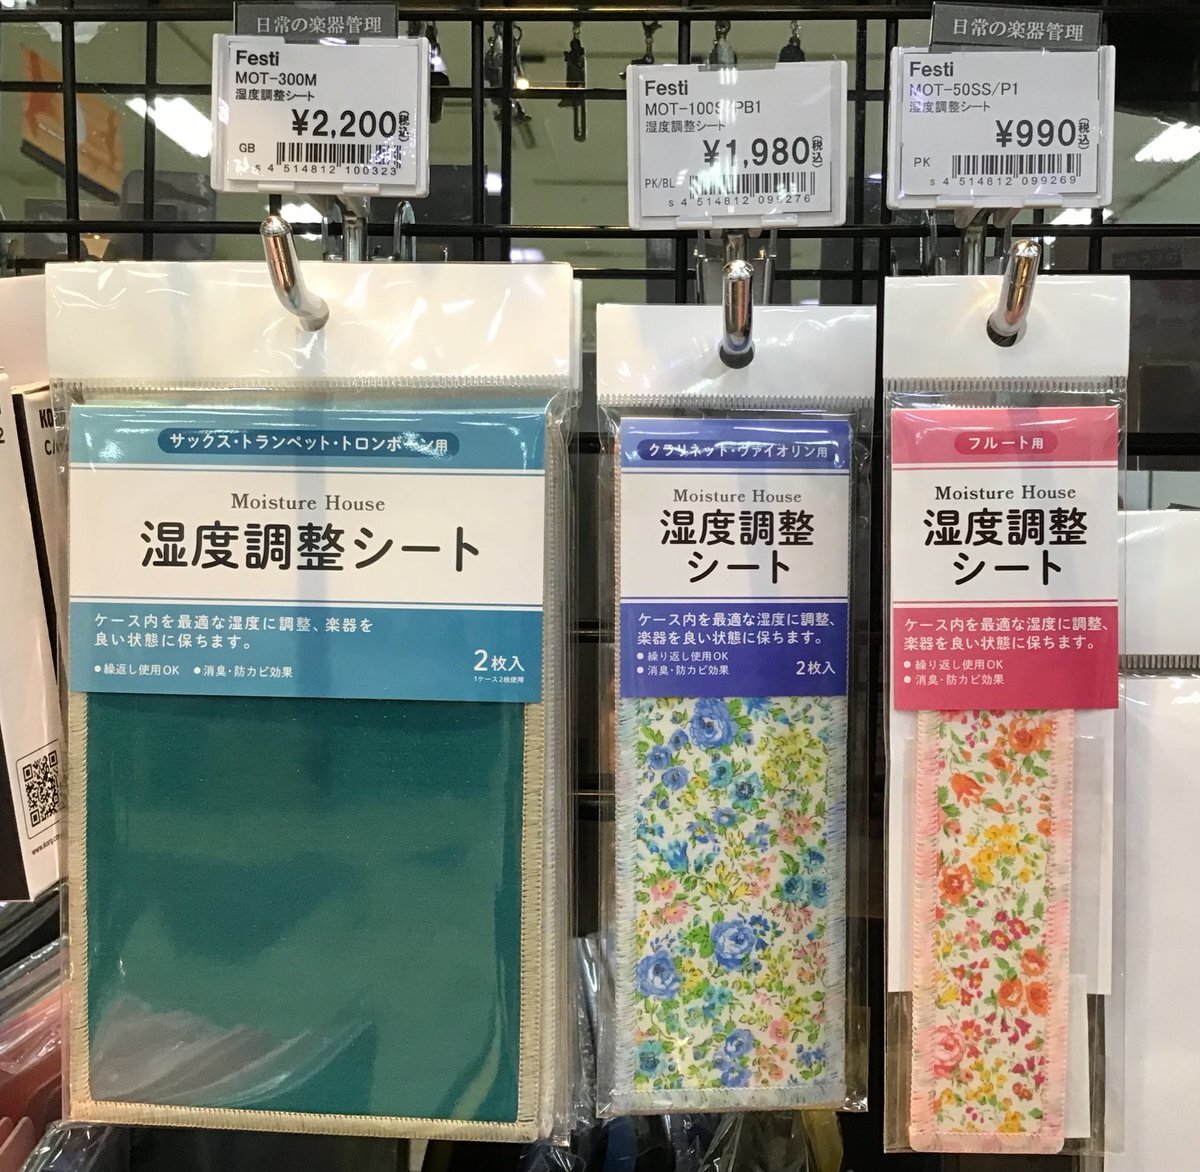 日常の楽器管理
Festi
MOT-300M
湿度調整シート
¥2,200(税込)
GB
S 4 514812 100323
Festi
MOT-100S/PB1
湿度調整シート
¥1,980(税込)
PK/BL
S 4 514812 099276
日常の楽器管理
Festi
MOT-50SS/P1
湿度調整シート
¥990(税込)
PK
S 4 514812 099269
サックス・トランペット・トロンボーン用
Moisture House
湿度調整シート
ケース内を最適な湿度に調整、楽器を
良い状態に保ちます。
●繰返し使用OK ●消臭・防カビ効果
2枚入
1ケース2枚使用
クラリネット・ヴァイオリン用
Moisture House
湿度調整
シート
ケース内を最適な湿度に調整、
楽器を良い状態に保ちます。
●繰り返し使用OK
●消臭・防カビ効果
2枚入
フルート用
Moisture House
湿度調整
シート
ケース内を最適な湿度に調整、
楽器を良い状態に保ちます。
●繰り返し使用OK
●消臭・防カビ効果